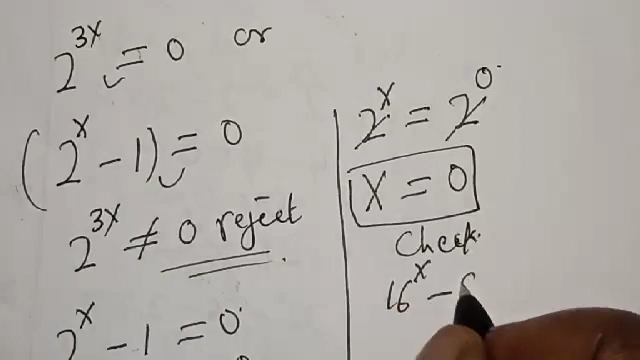 2^{3x} = 0 or
(2^x - 1) = 0
2^{3x} ≠ 0 reject
2^x - 1 = 0
2^x = 2^0
x = 0
Check
16^x -